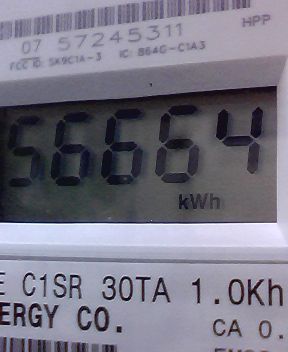 07 57245311 HPP
FCC ID: SK9C1A-3 IC: 864G-C1A3
56664
kWh
E C1SR 30TA 1.0Kh
ERGY CO. CA 0.